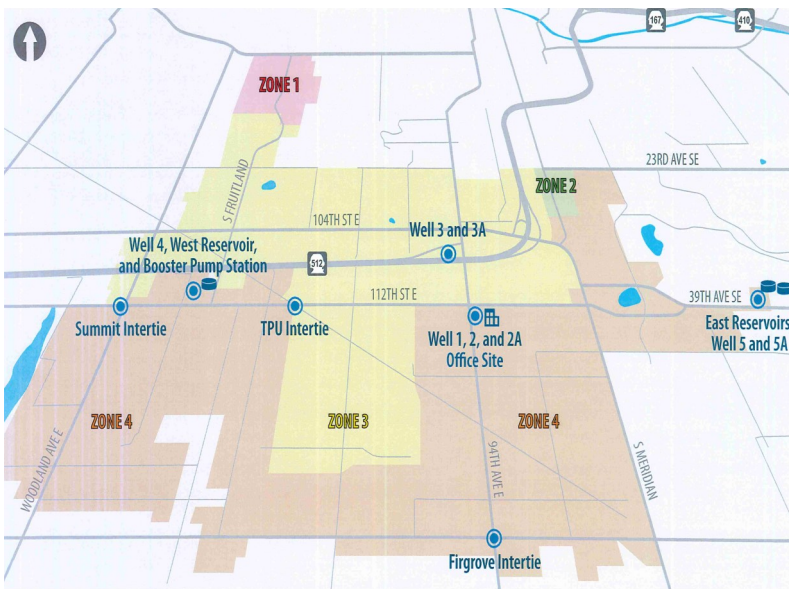 167
410
ZONE 1
23RD AVE SE
ZONE 2
S FRUITLAND
104TH ST E
Well 3 and 3A
Well 4, West Reservoir,
and Booster Pump Station
512
112TH ST E
39TH AVE SE
Summit Intertie
TPU Intertie
Well 1, 2, and 2A
Office Site
East Reservoirs
Well 5 and 5A
ZONE 4
ZONE 3
ZONE 4
WOODLAND AVE E
94TH AVE E
S MERIDIAN
Firgrove Intertie